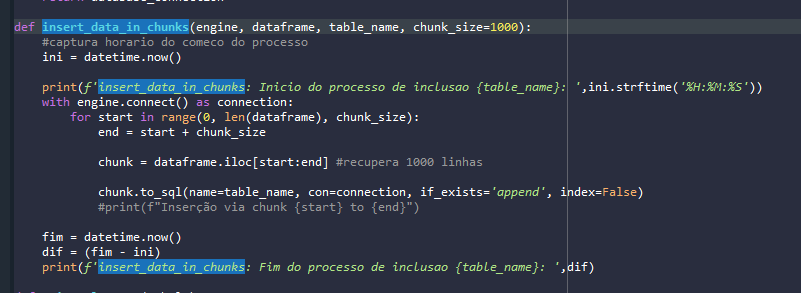 def insert_data_in_chunks(engine, dataframe, table_name, chunk_size=1000):
    #captura horario do comeco do processo
    ini = datetime.now()
    print(f'insert_data_in_chunks: Inicio do processo de inclusao {table_name}: ',ini.strftime('%H:%M:%S'))
    with engine.connect() as connection:
        for start in range(0, len(dataframe), chunk_size):
            end = start + chunk_size
            chunk = dataframe.iloc[start:end] #recupera 1000 linhas
            chunk.to_sql(name=table_name, con=connection, if_exists='append', index=False)
            #print(f"Inserção via chunk {start} to {end}")
    fim = datetime.now()
    dif = (fim - ini)
    print(f'insert_data_in_chunks: Fim do processo de inclusao {table_name}: ',dif)